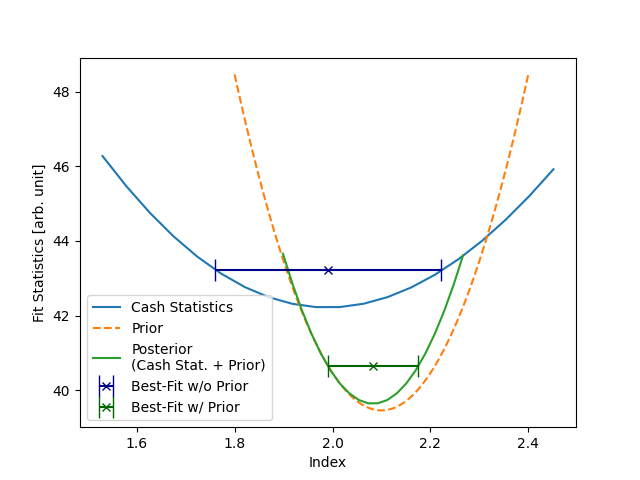 48
46
44
42
40
Fit Statistics [arb. unit]
Cash Statistics
Prior
Posterior
(Cash Stat. + Prior)
Best-Fit w/o Prior
Best-Fit w/ Prior
1.6
1.8
2.0
2.2
2.4
Index